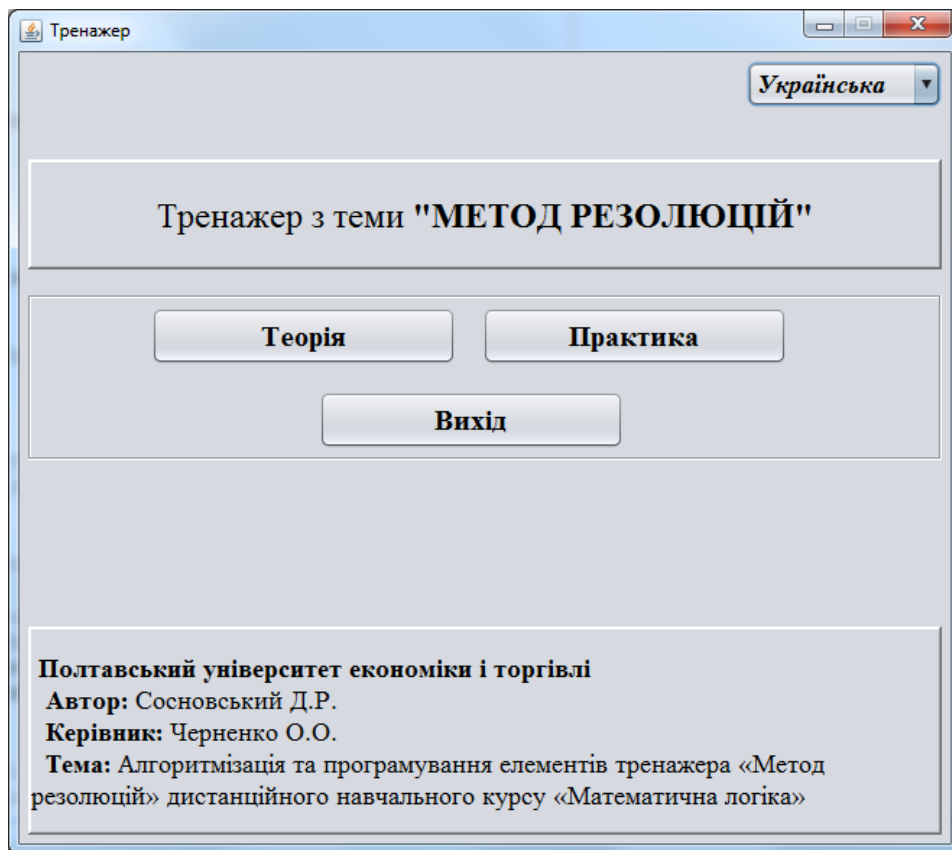 Тренажер
Українська
Тренажер з теми "МЕТОД РЕЗОЛЮЦІЙ"
Теорія
Практика
Вихід
Полтавський університет економіки і торгівлі
Автор: Сосновський Д.Р.
Керівник: Черненко О.О.
Тема: Алгоритмізація та програмування елементів тренажера «Метод
резолюцій» дистанційного навчального курсу «Математична логіка»